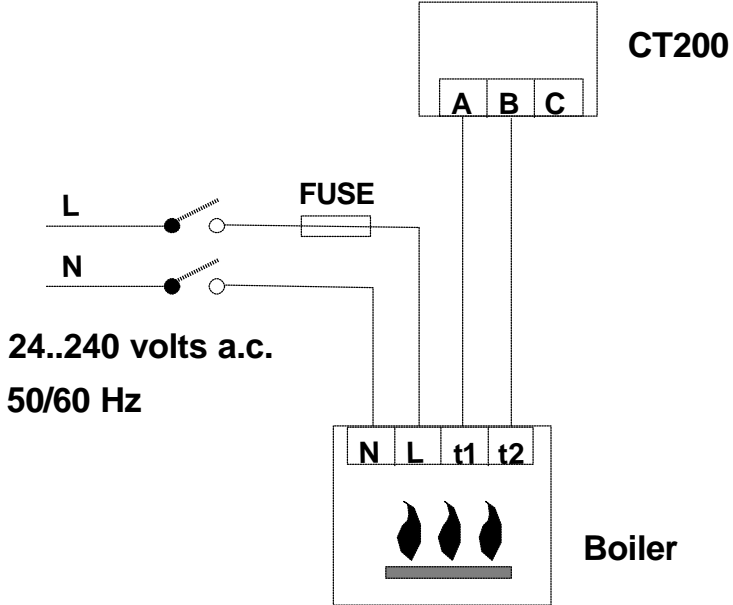 CT200
A B C
FUSE
L
N
24..240 volts a.c.
50/60 Hz
N L t1 t2
Boiler